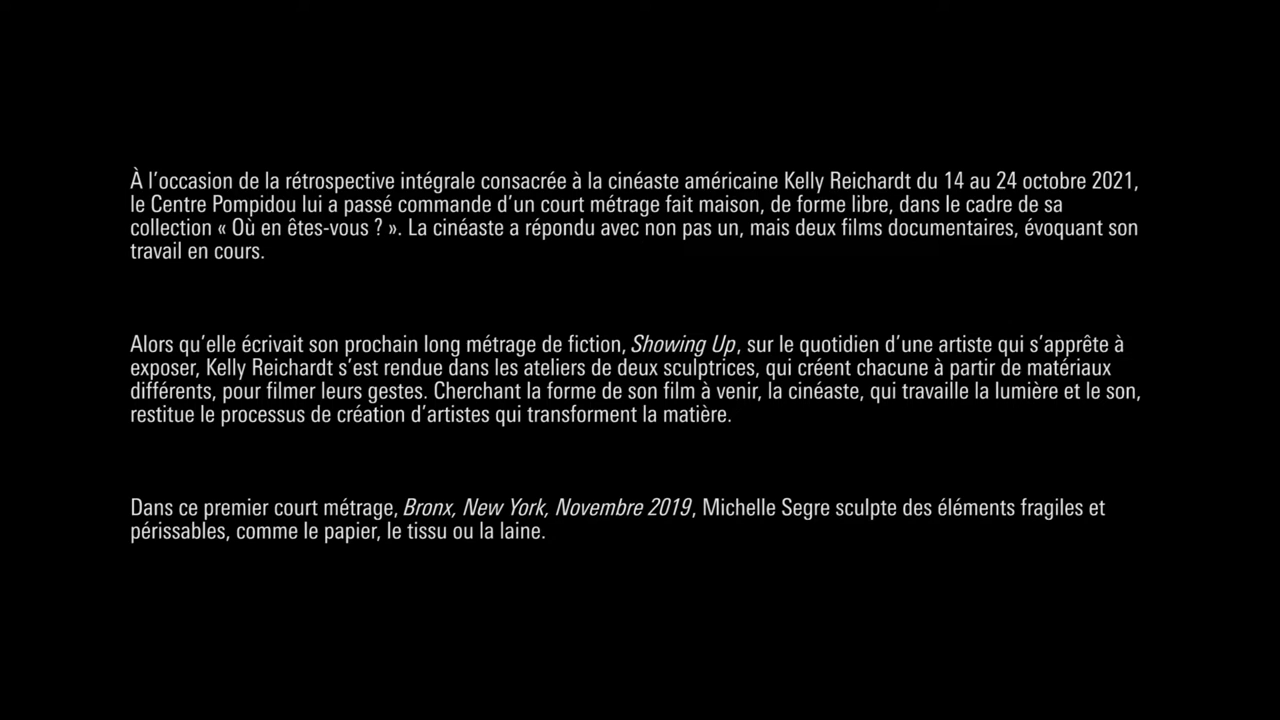 À l’occasion de la rétrospective intégrale consacrée à la cinéaste américaine Kelly Reichardt du 14 au 24 octobre 2021,
le Centre Pompidou lui a passé commande d’un court métrage fait maison, de forme libre, dans le cadre de sa
collection « Où en êtes-vous ? ». La cinéaste a répondu avec non pas un, mais deux films documentaires, évoquant son
travail en cours.
Alors qu’elle écrivait son prochain long métrage de fiction, Showing Up, sur le quotidien d’une artiste qui s’apprête à
exposer, Kelly Reichardt s’est rendue dans les ateliers de deux sculptrices, qui créent chacune à partir de matériaux
différents, pour filmer leurs gestes. Cherchant la forme de son film à venir, la cinéaste, qui travaille la lumière et le son,
restitue le processus de création d’artistes qui transforment la matière.
Dans ce premier court métrage, Bronx, New York, Novembre 2019, Michelle Segre sculpte des éléments fragiles et
périssables, comme le papier, le tissu ou la laine.